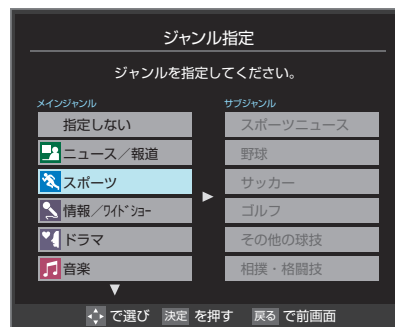 ジャンル指定
ジャンルを指定してください。
メインジャンル
指定しない
ニュース／報道
スポーツ
情報／ﾜｲﾄﾞｼｮｰ
ドラマ
音楽
サブジャンル
スポーツニュース
野球
サッカー
ゴルフ
その他の球技
相撲・格闘技
で選び 決定 を押す 戻る で前画面